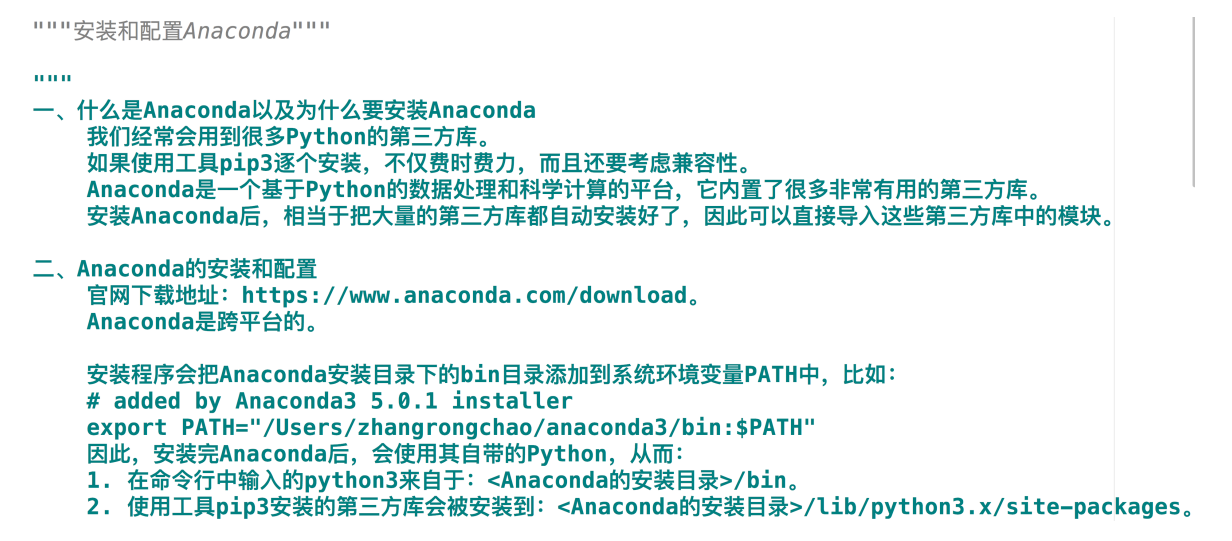 """安装和配置Anaconda"""
"""
一、什么是Anaconda以及为什么要安装Anaconda
我们经常会用到很多Python的第三方库。
如果使用工具pip3逐个安装，不仅费时费力，而且还要考虑兼容性。
Anaconda是一个基于Python的数据处理和科学计算的平台，它内置了很多非常有用的第三方库。
安装Anaconda后，相当于把大量的第三方库都自动安装好了，因此可以直接导入这些第三方库中的模块。
二、Anaconda的安装和配置
官网下载地址：https://www.anaconda.com/download。
Anaconda是跨平台的。
安装程序会把Anaconda安装目录下的bin目录添加到系统环境变量PATH中，比如：
# added by Anaconda3 5.0.1 installer
export PATH="/Users/zhangrongchao/anaconda3/bin:$PATH"
因此，安装完Anaconda后，会使用其自带的Python，从而：
1. 在命令行中输入的python3来自于：<Anaconda的安装目录>/bin。
2. 使用工具pip3安装的第三方库会被安装到：<Anaconda的安装目录>/lib/python3.x/site-packages。